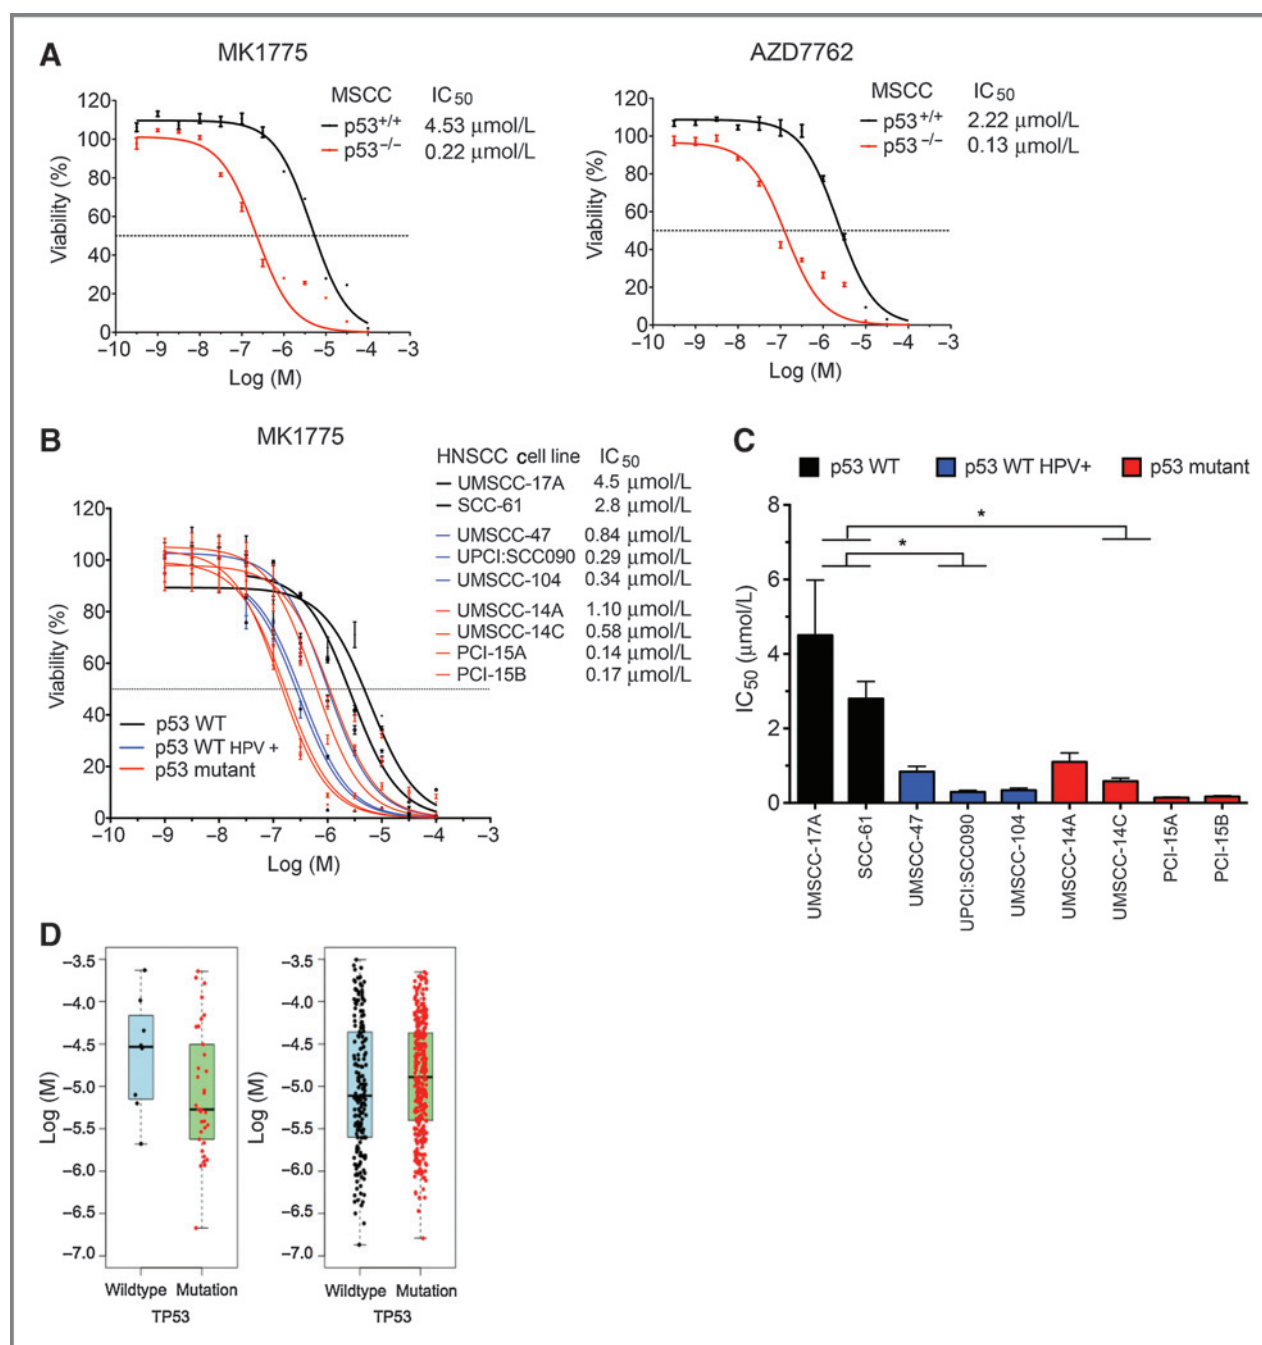 A
MK1775
MSCC IC50
p53+/+ 4.53 μmol/L
p53−/− 0.22 μmol/L
Viability (%)
120
100
80
60
40
20
0
−10 −9 −8 −7 −6 −5 −4 −3
Log (M)
AZD7762
MSCC IC50
p53+/+ 2.22 μmol/L
p53−/− 0.13 μmol/L
Viability (%)
120
100
80
60
40
20
0
−10 −9 −8 −7 −6 −5 −4 −3
Log (M)
B
MK1775
HNSCC cell line IC50
UMSCC-17A 4.5 μmol/L
SCC-61 2.8 μmol/L
UMSCC-47 0.84 μmol/L
UPCI:SCC090 0.29 μmol/L
UMSCC-104 0.34 μmol/L
UMSCC-14A 1.10 μmol/L
UMSCC-14C 0.58 μmol/L
PCI-15A 0.14 μmol/L
PCI-15B 0.17 μmol/L
Viability (%)
120
100
80
60
40
20
0
p53 WT
p53 WT HPV +
p53 mutant
−10 −9 −8 −7 −6 −5 −4 −3
Log (M)
C
p53 WT p53 WT HPV+ p53 mutant
IC50 (μmol/L)
8
6
4
2
0
*
*
UMSCC-17A
SCC-61
UMSCC-47
UPCI:SCC090
UMSCC-104
UMSCC-14A
UMSCC-14C
PCI-15A
PCI-15B
D
Log (M)
−3.5
−4.0
−4.5
−5.0
−5.5
−6.0
−6.5
−7.0
Wildtype Mutation
TP53
Log (M)
−3.5
−4.0
−4.5
−5.0
−5.5
−6.0
−6.5
−7.0
Wildtype Mutation
TP53